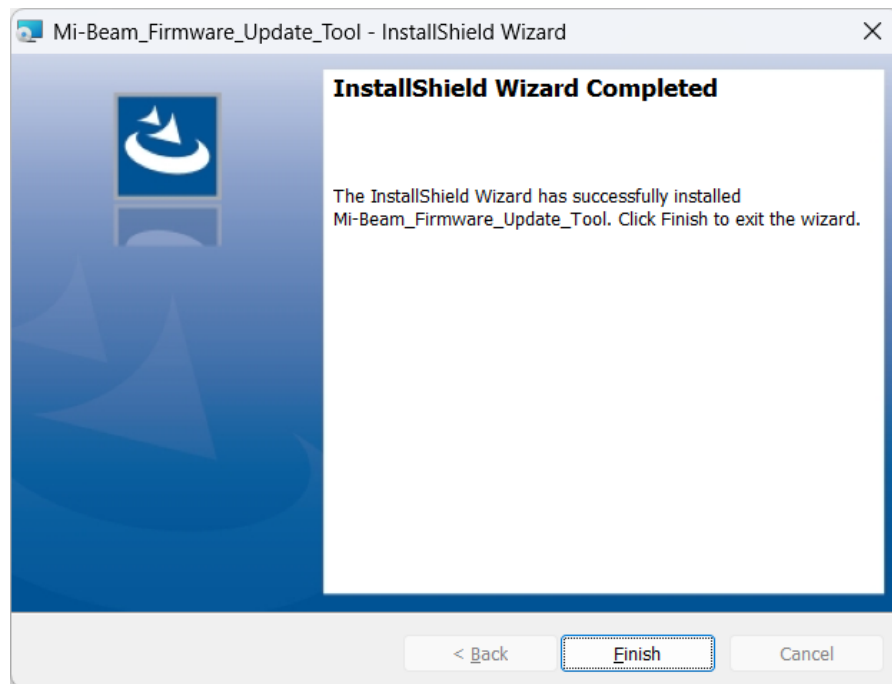 Mi-Beam_Firmware_Update_Tool - InstallShield Wizard
InstallShield Wizard Completed
The InstallShield Wizard has successfully installed
Mi-Beam_Firmware_Update_Tool. Click Finish to exit the wizard.
< Back
Finish
Cancel